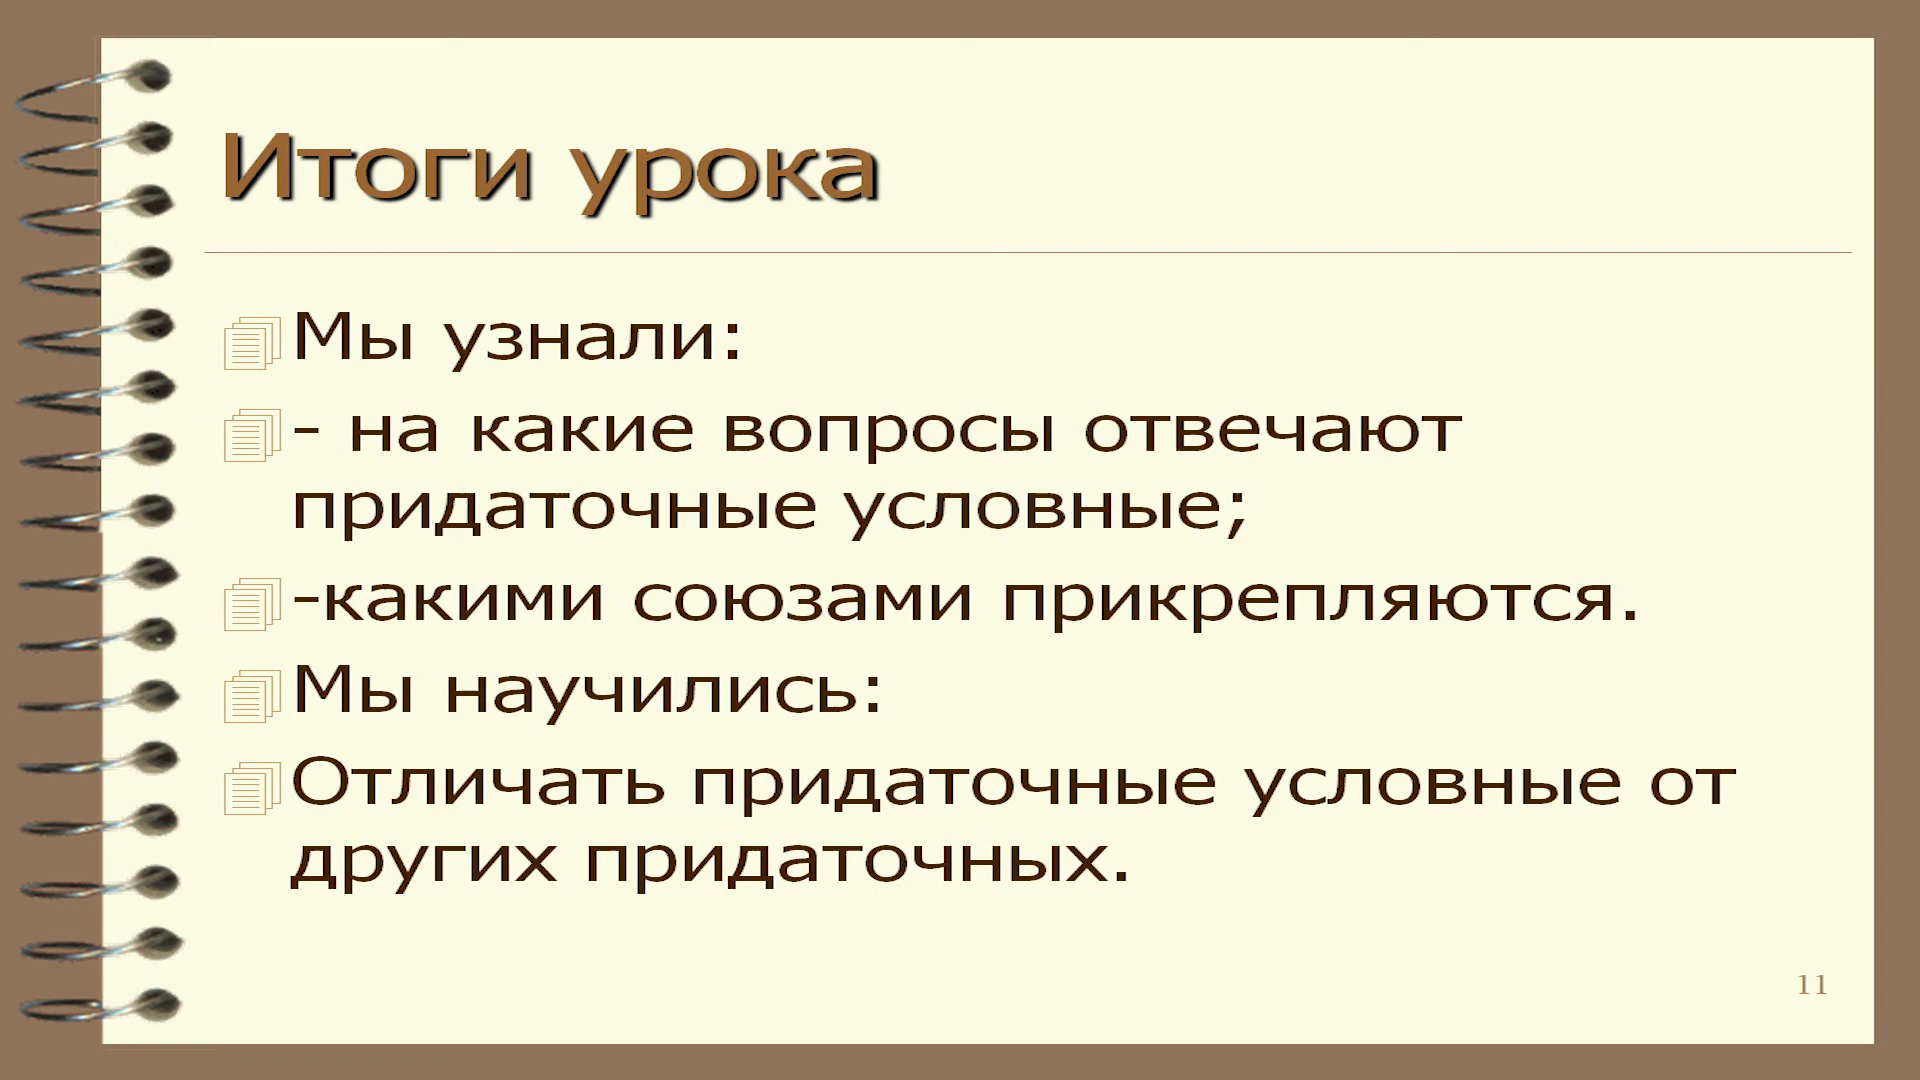 Итоги урока
Мы узнали:
- на какие вопросы отвечают
придаточные условные;
-какими союзами прикрепляются.
Мы научились:
Отличать придаточные условные от
других придаточных.
11